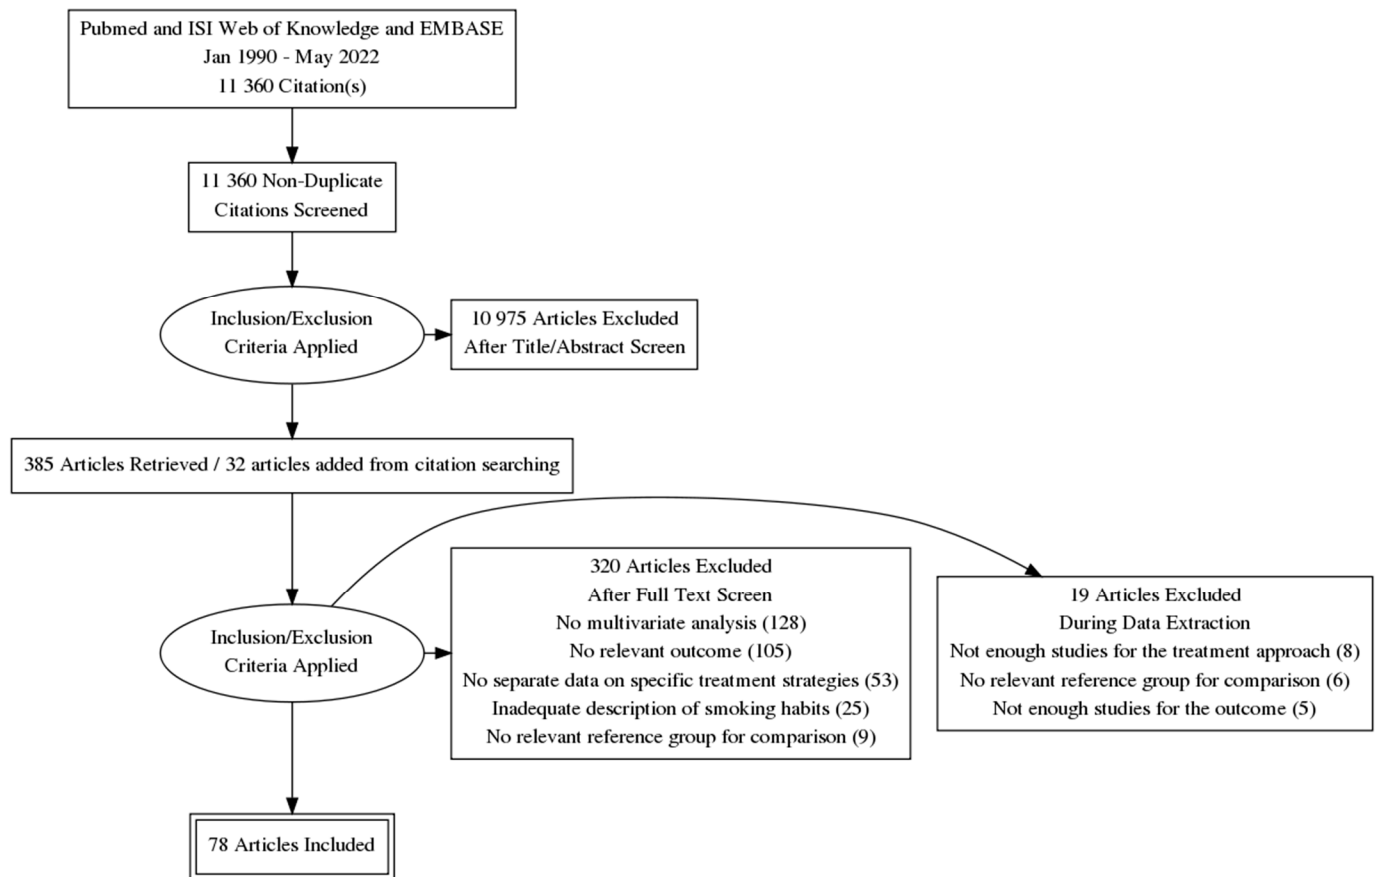 Pubmed and ISI Web of Knowledge and EMBASE
Jan 1990 - May 2022
11 360 Citation(s)
11 360 Non-Duplicate
Citations Screened
Inclusion/Exclusion
Criteria Applied
10 975 Articles Excluded
After Title/Abstract Screen
385 Articles Retrieved / 32 articles added from citation searching
Inclusion/Exclusion
Criteria Applied
320 Articles Excluded
After Full Text Screen
No multivariate analysis (128)
No relevant outcome (105)
No separate data on specific treatment strategies (53)
Inadequate description of smoking habits (25)
No relevant reference group for comparison (9)
19 Articles Excluded
During Data Extraction
Not enough studies for the treatment approach (8)
No relevant reference group for comparison (6)
Not enough studies for the outcome (5)
78 Articles Included